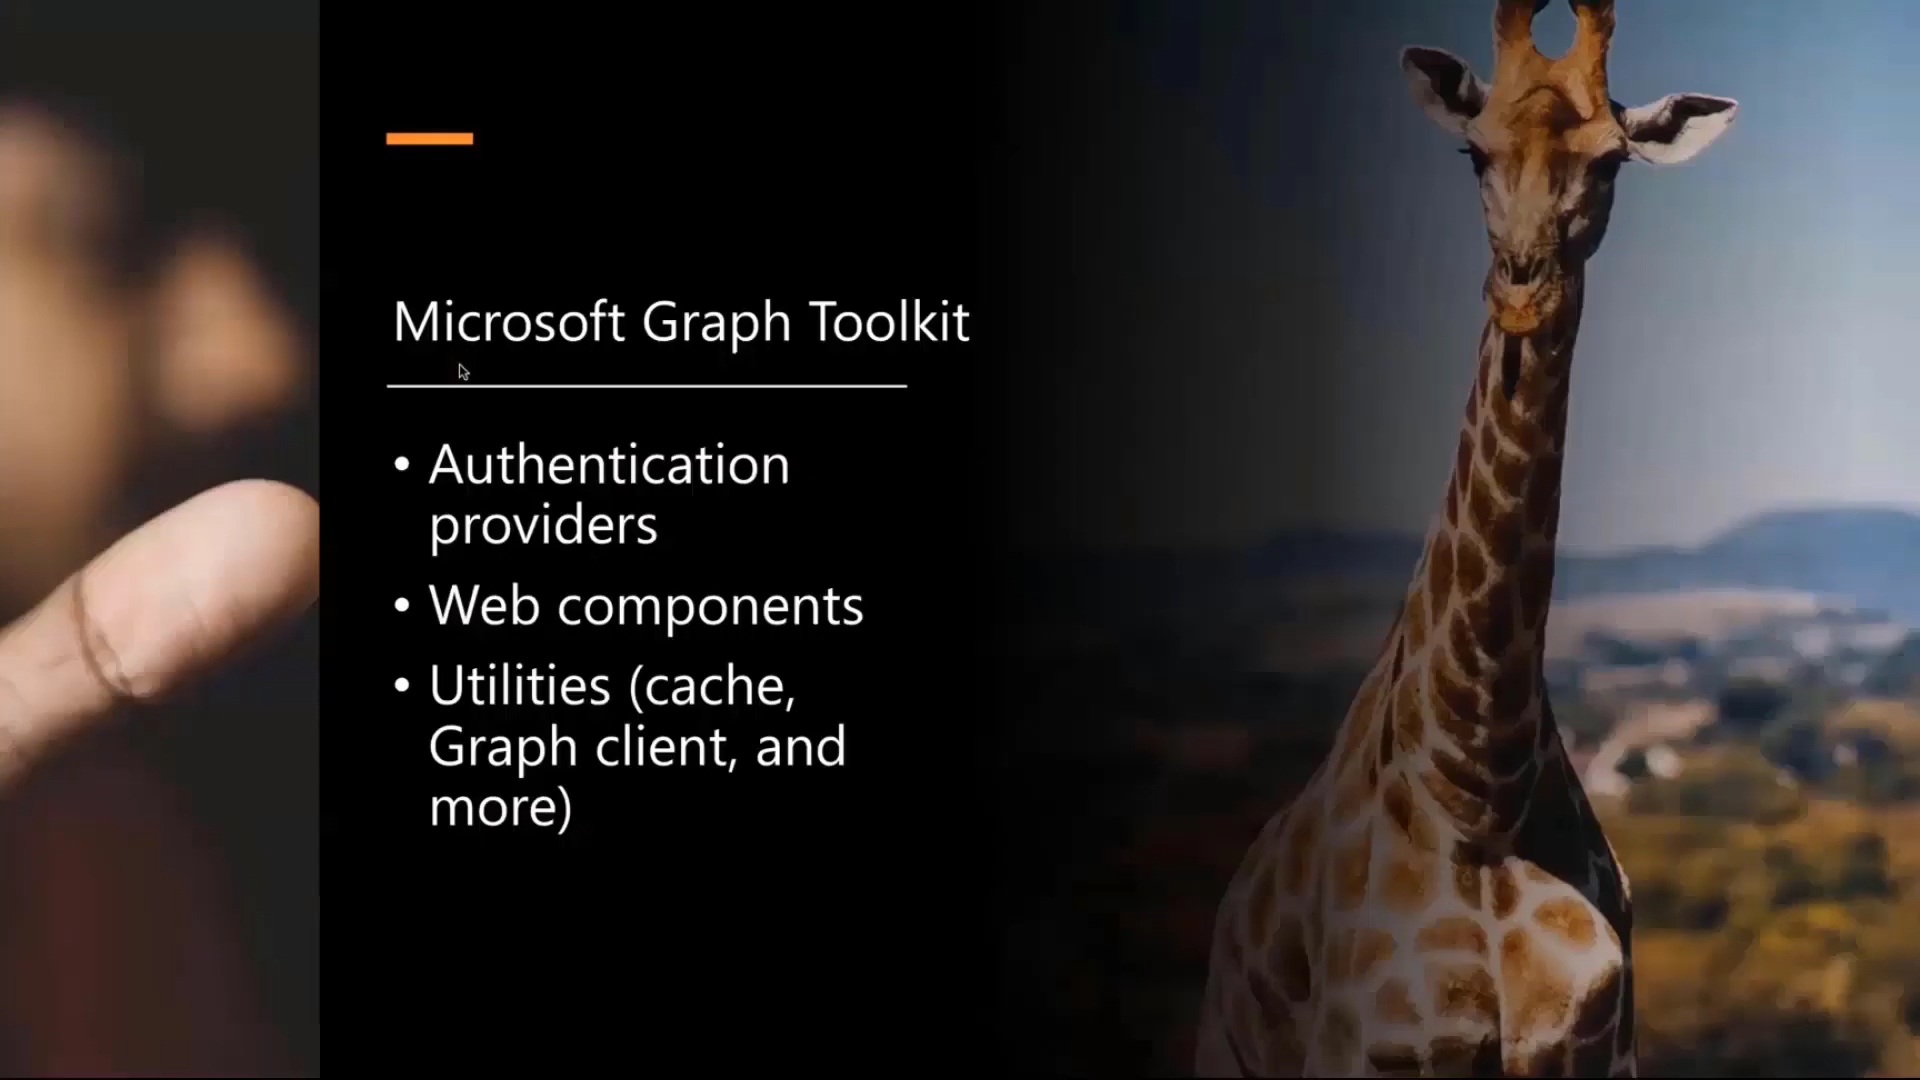 Microsoft Graph Toolkit
• Authentication
providers
• Web components
• Utilities (cache,
Graph client, and
more)